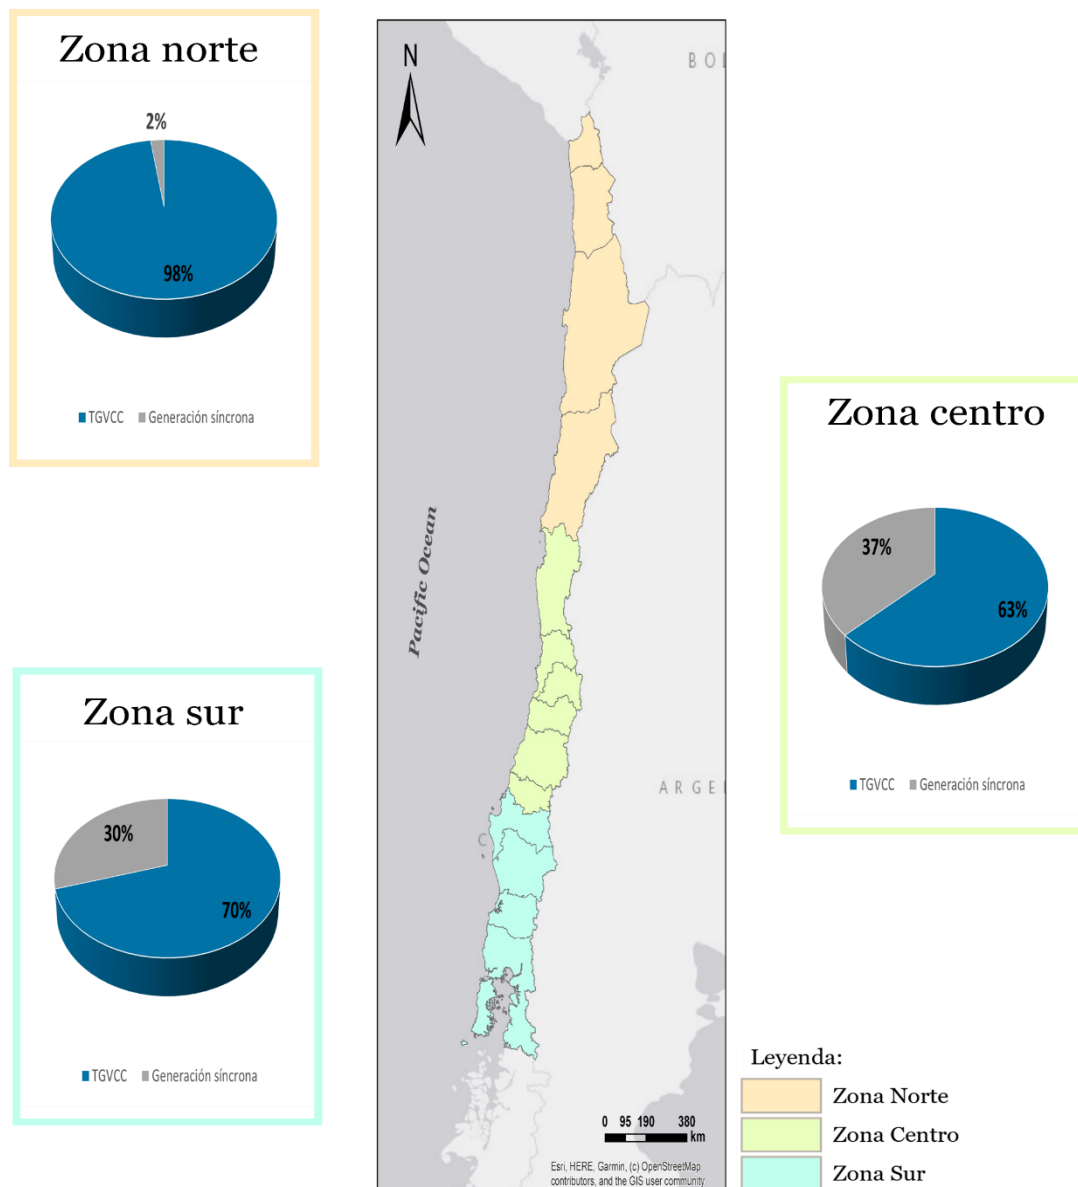 Zona norte
2%
98%
TGVCC Generación síncrona
N
BOL
Pacific Ocean
ARGE
C
Zona centro
37%
63%
TGVCC Generación síncrona
Zona sur
30%
70%
TGVCC Generación síncrona
0 95 190 380
km
Esri, HERE, Garmin, (c) OpenStreetMap
contributors, and the GIS user community
Leyenda:
Zona Norte
Zona Centro
Zona Sur